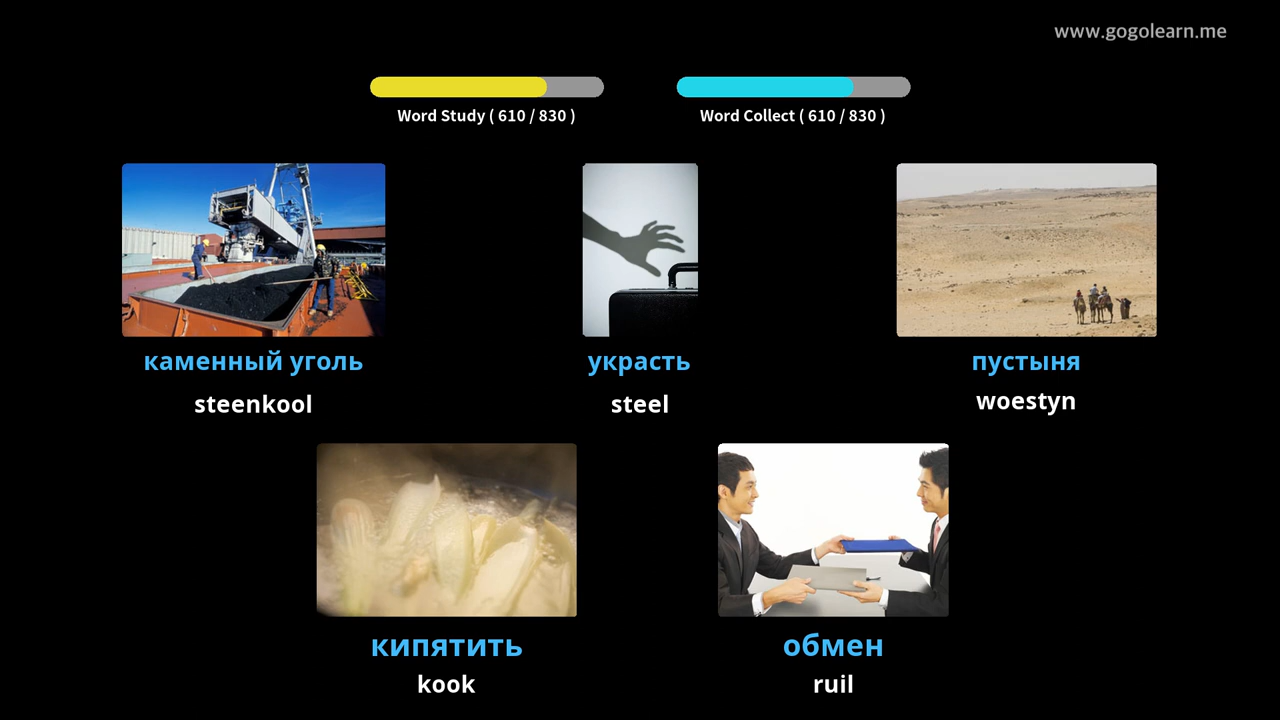 www.gogolearn.me
Word Study ( 610 / 830 )
Word Collect ( 610 / 830 )
каменный уголь
steenkool
украсть
steel
пустыня
woestyn
кипятить
kook
обмен
ruil